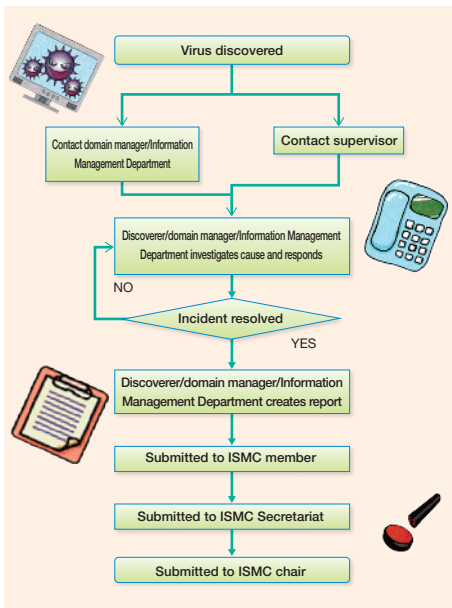 Virus discovered
Contact domain manager/Information
Management Department
Contact supervisor
Discoverer/domain manager/Information Management
Department investigates cause and responds
NO
Incident resolved
YES
Discoverer/domain manager/Information
Management Department creates report
Submitted to ISMC member
Submitted to ISMC Secretariat
Submitted to ISMC chair